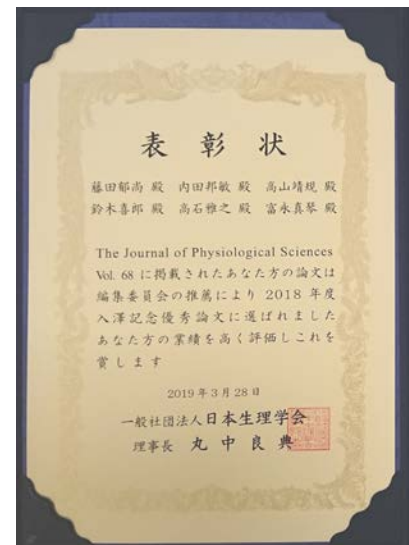 表彰状
藤田郁尚 殿 内田邦敏 殿 高山靖規 殿
鈴木喜郎 殿 高石雅之 殿 富永真琴 殿
The Journal of Physiological Sciences
Vol. 68 に掲載されたあなた方の論文は
編集委員会の推薦により 2018 年度
入澤記念優秀論文に選ばれました
あなた方の業績を高く評価しこれを
賞します
2019年3月28日
一般社団法人日本生理学会
理事長 丸中良典